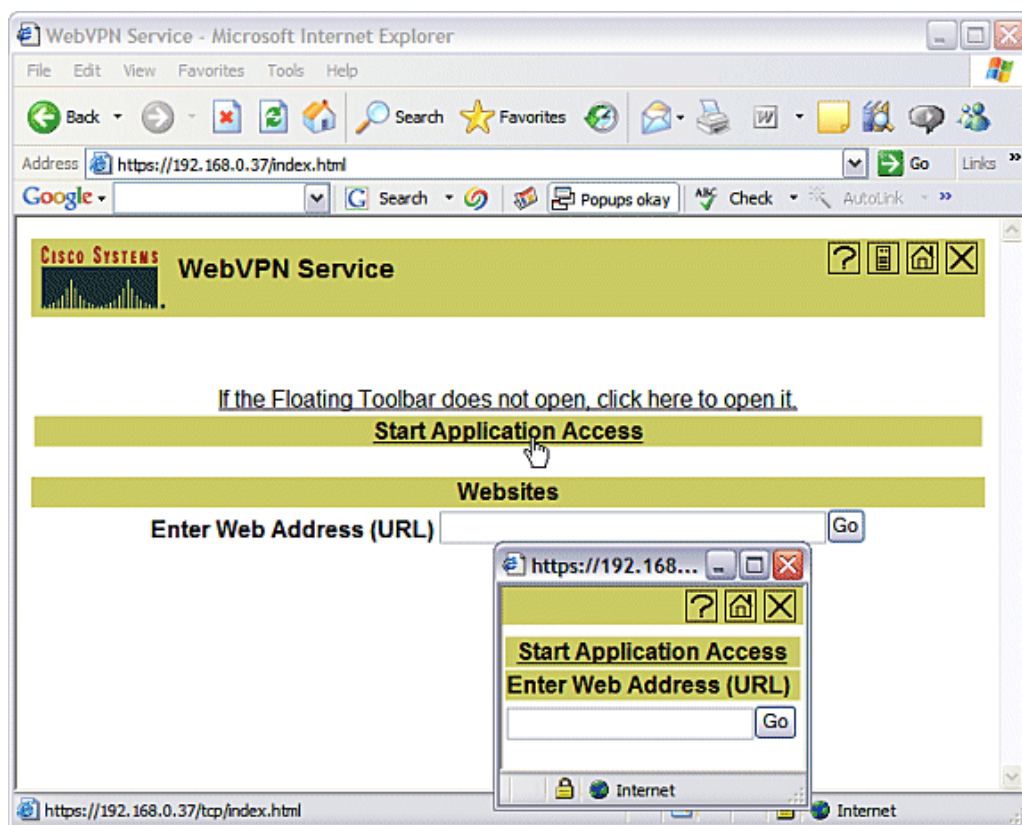 WebVPN Service - Microsoft Internet Explorer
File Edit View Favorites Tools Help
Back Search Favorites W
Address https://192.168.0.37/index.html Go Links »
Google G Search Popups okay ABC Check AutoLink »
CISCO SYSTEMS
WebVPN Service ?
If the Floating Toolbar does not open, click here to open it.
Start Application Access
Websites
Enter Web Address (URL) Go
https://192.168...
?
Start Application Access
Enter Web Address (URL)
Go
Internet
https://192.168.0.37/tcp/index.html Internet